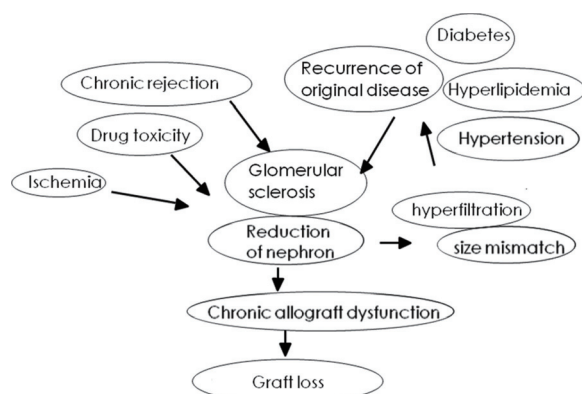 Diabetes
Chronic rejection
Recurrence of
original disease
Hyperlipidemia
Drug toxicity
Hypertension
Ischemia
Glomerular
sclerosis
hyperfiltration
Reduction
of nephron
size mismatch
Chronic allograft dysfunction
Graft loss